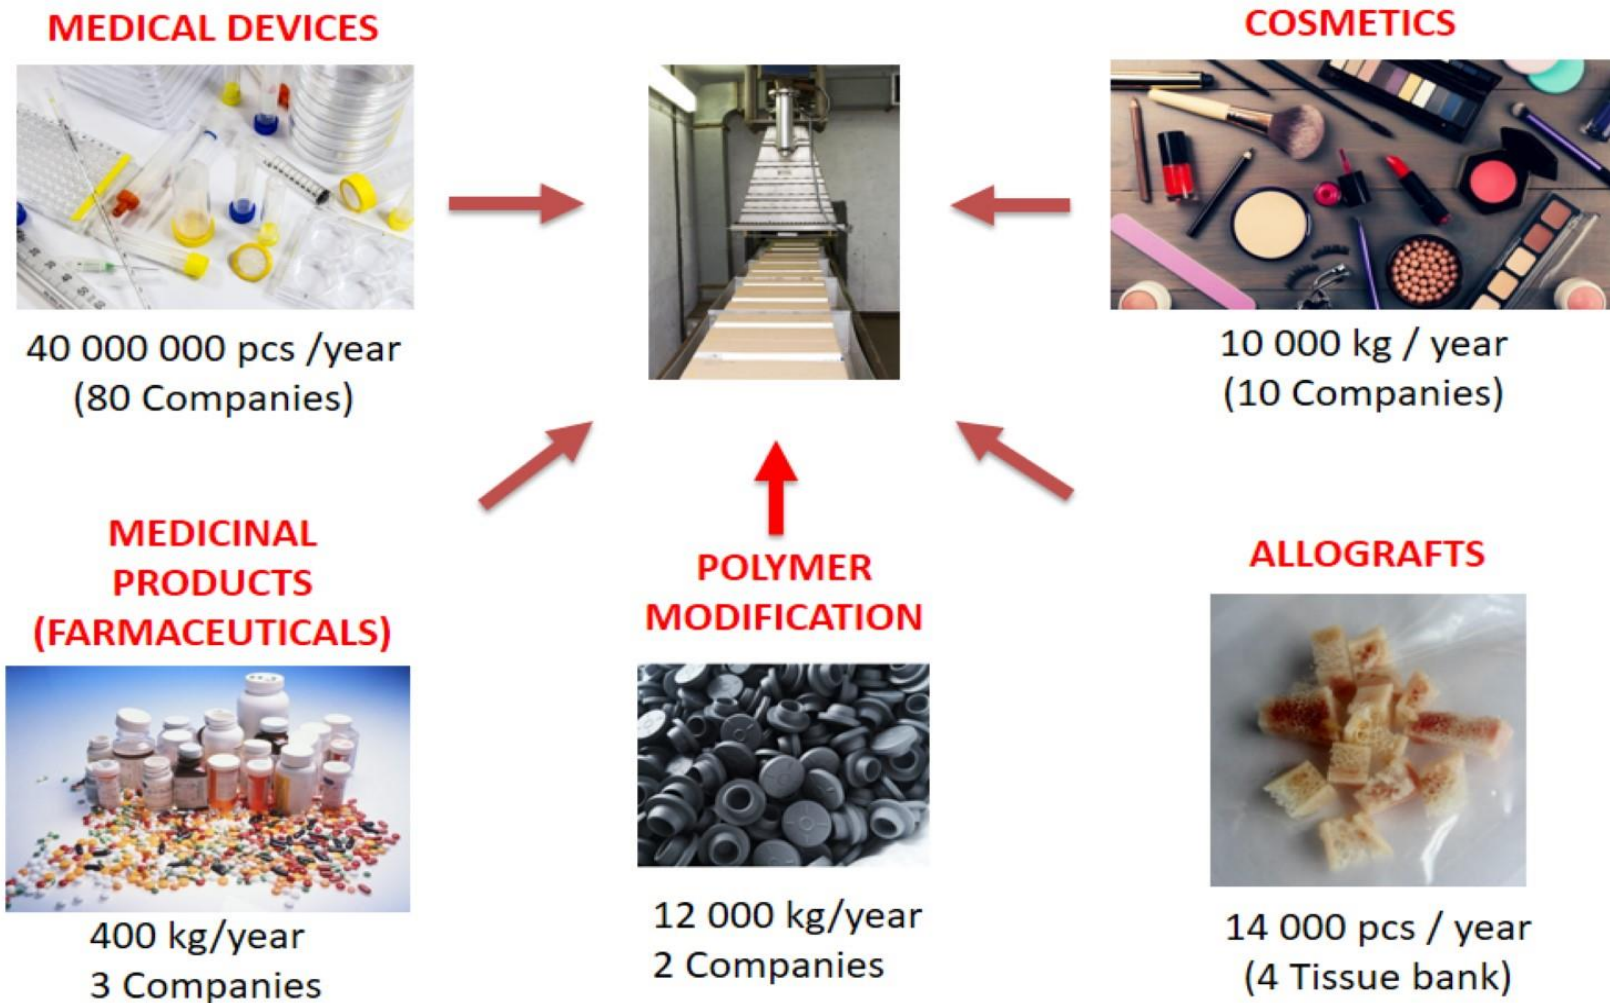 MEDICAL DEVICES
40 000 000 pcs /year
(80 Companies)
COSMETICS
10 000 kg / year
(10 Companies)
MEDICINAL
PRODUCTS
(FARMACEUTICALS)
400 kg/year
3 Companies
POLYMER
MODIFICATION
12 000 kg/year
2 Companies
ALLOGRAFTS
14 000 pcs / year
(4 Tissue bank)